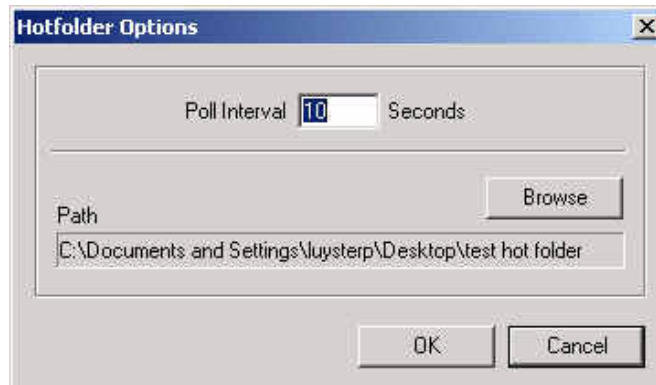 Hotfolder Options
Poll Interval 10 Seconds
Browse
Path
C:\Documents and Settings\luysterp\Desktop\test hot folder
OK Cancel